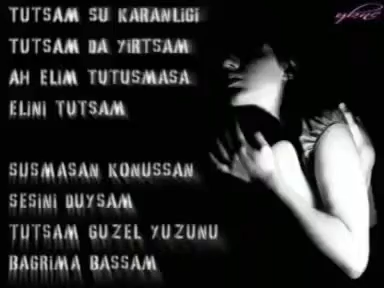 TUTSAM SU KARANLIGI
TUTSAM DA YIRTSAM
AH ELIM TUTUSMASA
ELINI TUTSAM
SUSMASAN KONUSSAN
SESINI DUYSAM
TUTSAM GUZEL YUZUNU
BAGRIMA BASSAM